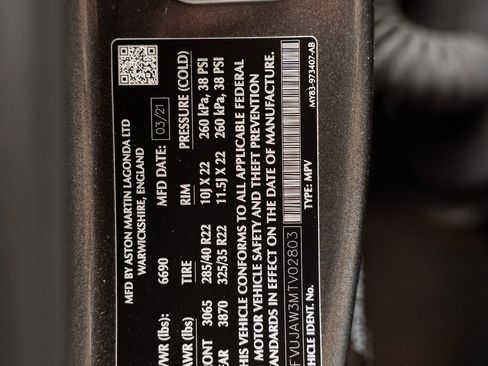 MFD BY ASTON MARTIN LAGONDA LTD
WARWICKSHIRE, ENGLAND
MFD DATE: 03/21
VWR (lbs): 6690
AWR (lbs) TIRE RIM PRESSURE (COLD)
RONT 3065 285/40 R22 10J X 22 260 kPa, 38 PSI
EAR 3870 325/35 R22 11.5J X 22 260 kPa, 38 PSI
HIS VEHICLE CONFORMS TO ALL APPLICABLE FEDERAL
MOTOR VEHICLE SAFETY AND THEFT PREVENTION
ANDARDS IN EFFECT ON THE DATE OF MANUFACTURE.
FVUJAW3MTV02803
HICLE IDENT. No. TYPE: MPV MY83-973407-AB